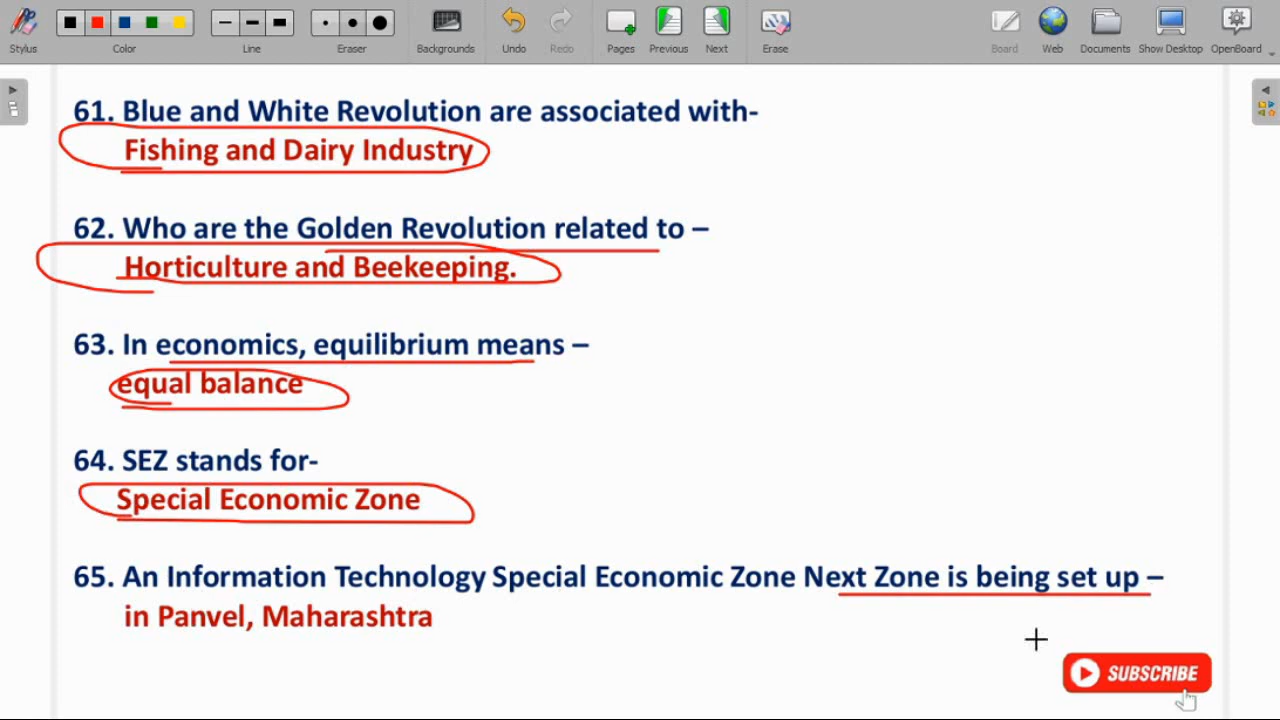 Stylus Color Line Eraser Backgrounds Undo Redo Pages Previous Next Erase Board Web Documents Show Desktop OpenBoard
61. Blue and White Revolution are associated with-
Fishing and Dairy Industry
62. Who are the Golden Revolution related to –
Horticulture and Beekeeping.
63. In economics, equilibrium means –
equal balance
64. SEZ stands for-
Special Economic Zone
65. An Information Technology Special Economic Zone Next Zone is being set up –
in Panvel, Maharashtra
SUBSCRIBE